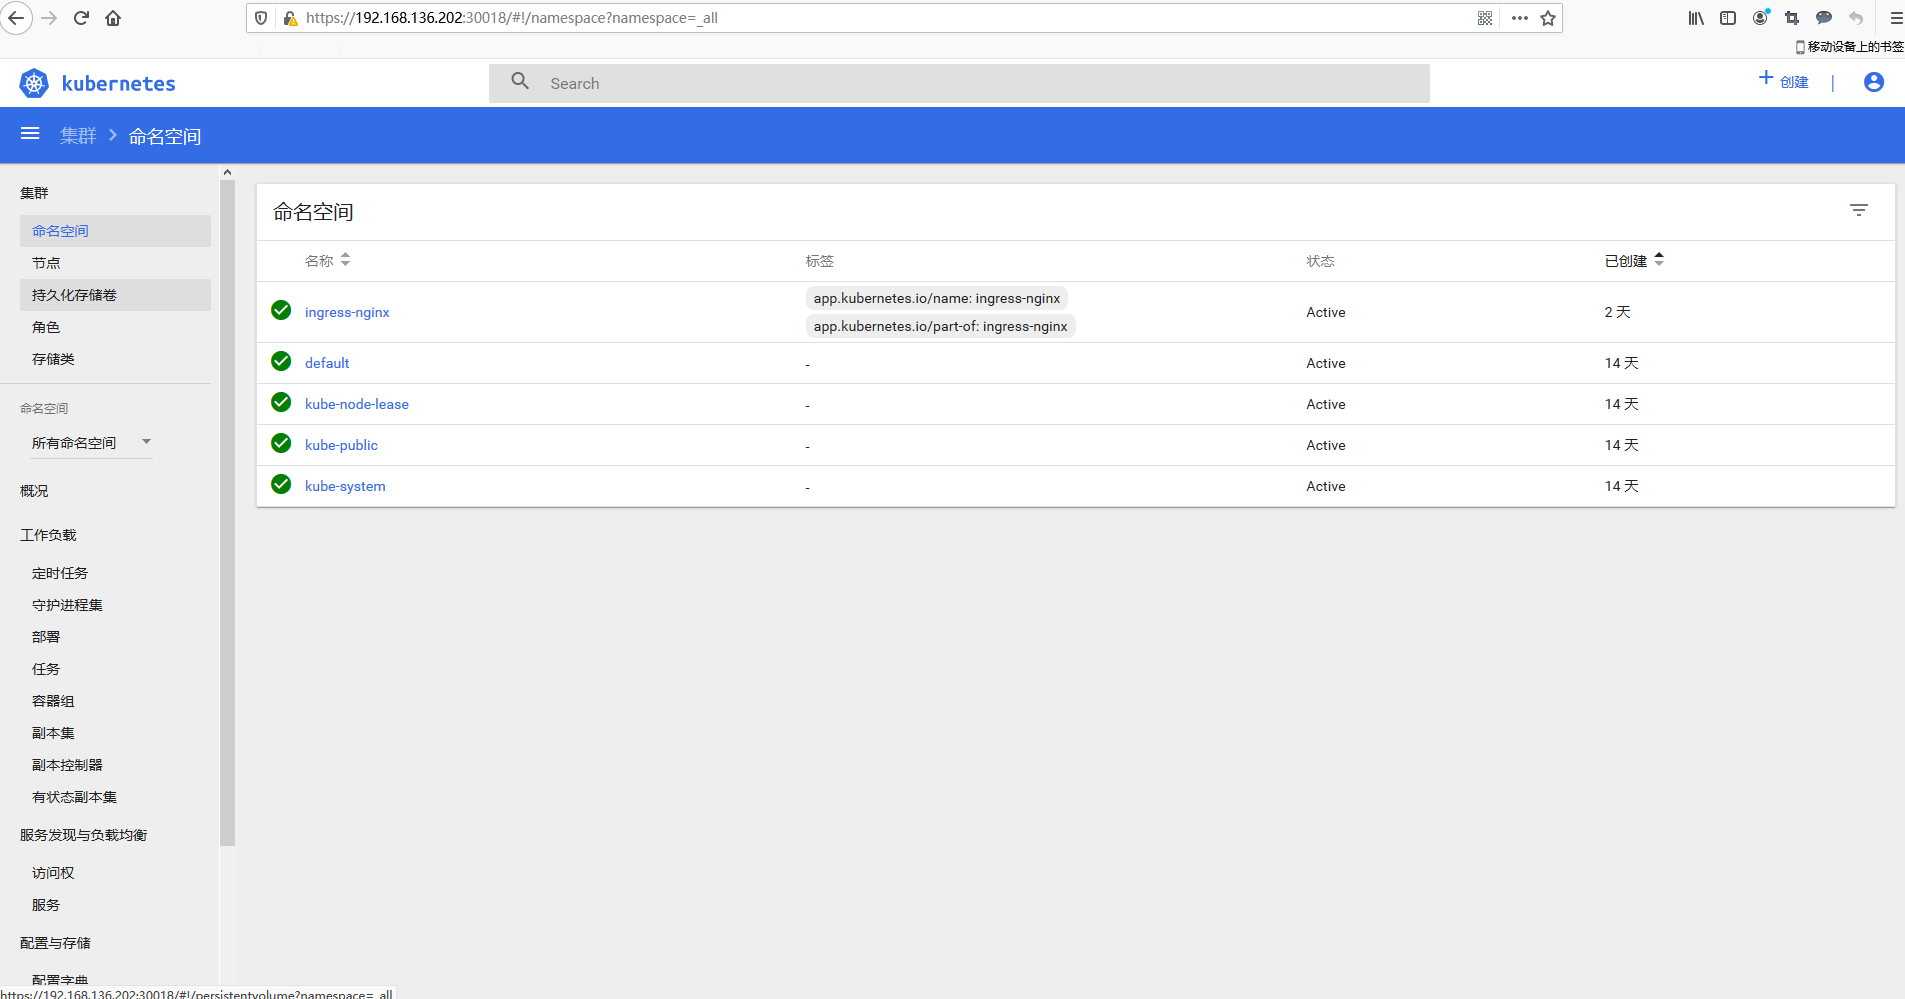 https://192.168.136.202:30018/#!/namespace?namespace=_all
移动设备上的书签
kubernetes
Search
创建
集群 命名空间
集群
命名空间
节点
持久化存储卷
角色
存储类
命名空间
所有命名空间
概况
工作负载
定时任务
守护进程集
部署
任务
容器组
副本集
副本控制器
有状态副本集
服务发现与负载均衡
访问权
服务
配置与存储
配置字典
命名空间
名称 标签 状态 已创建
ingress-nginx app.kubernetes.io/name: ingress-nginx Active 2 天
app.kubernetes.io/part-of: ingress-nginx
default - Active 14 天
kube-node-lease - Active 14 天
kube-public - Active 14 天
kube-system - Active 14 天
https://192.168.136.202:30018/#!/persistentvolume?namespace=_all